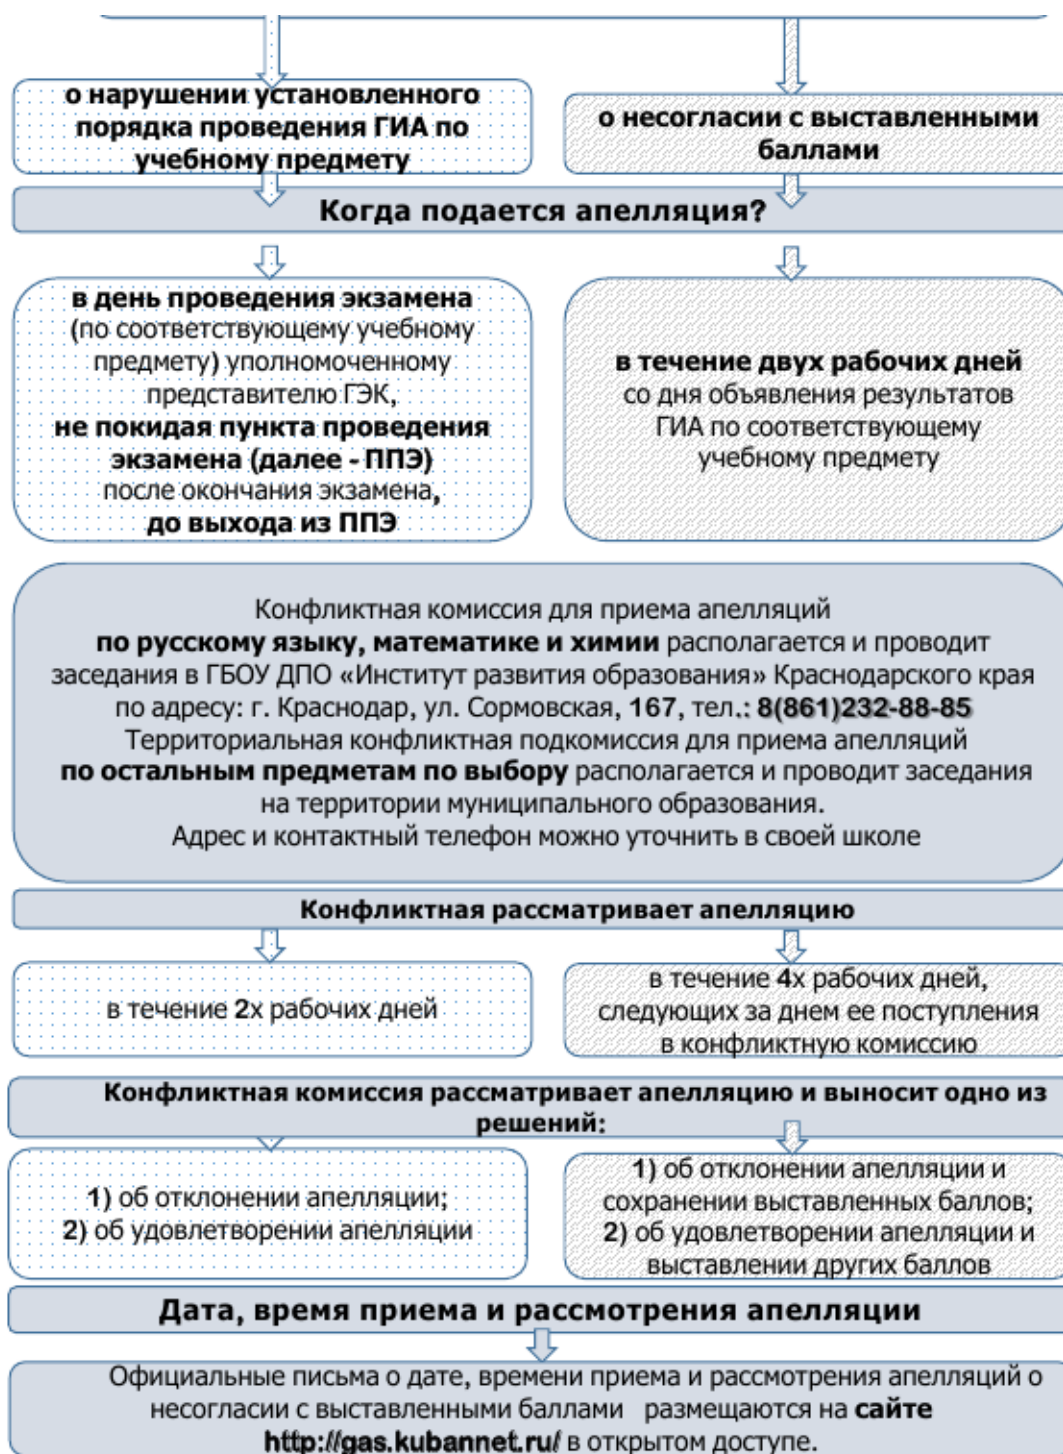 о нарушении установленного
порядка проведения ГИА по
учебному предмету
о несогласии с выставленными
баллами
Когда подается апелляция?
в день проведения экзамена
(по соответствующему учебному
предмету) уполномоченному
представителю ГЭК,
не покидая пункта проведения
экзамена (далее - ППЭ)
после окончания экзамена,
до выхода из ППЭ
в течение двух рабочих дней
со дня объявления результатов
ГИА по соответствующему
учебному предмету
Конфликтная комиссия для приема апелляций
по русскому языку, математике и химии располагается и проводит
заседания в ГБОУ ДПО «Институт развития образования» Краснодарского края
по адресу: г. Краснодар, ул. Сормовская, 167, тел.: 8(861)232-88-85
Территориальная конфликтная подкомиссия для приема апелляций
по остальным предметам по выбору располагается и проводит заседания
на территории муниципального образования.
Адрес и контактный телефон можно уточнить в своей школе
Конфликтная рассматривает апелляцию
в течение 2х рабочих дней
в течение 4х рабочих дней,
следующих за днем ее поступления
в конфликтную комиссию
Конфликтная комиссия рассматривает апелляцию и выносит одно из
решений:
1) об отклонении апелляции;
2) об удовлетворении апелляции
1) об отклонении апелляции и
сохранении выставленных баллов;
2) об удовлетворении апелляции и
выставлении других баллов
Дата, время приема и рассмотрения апелляции
Официальные письма о дате, времени приема и рассмотрения апелляций о
несогласии с выставленными баллами размещаются на сайте
http://gas.kubannet.ru/ в открытом доступе.